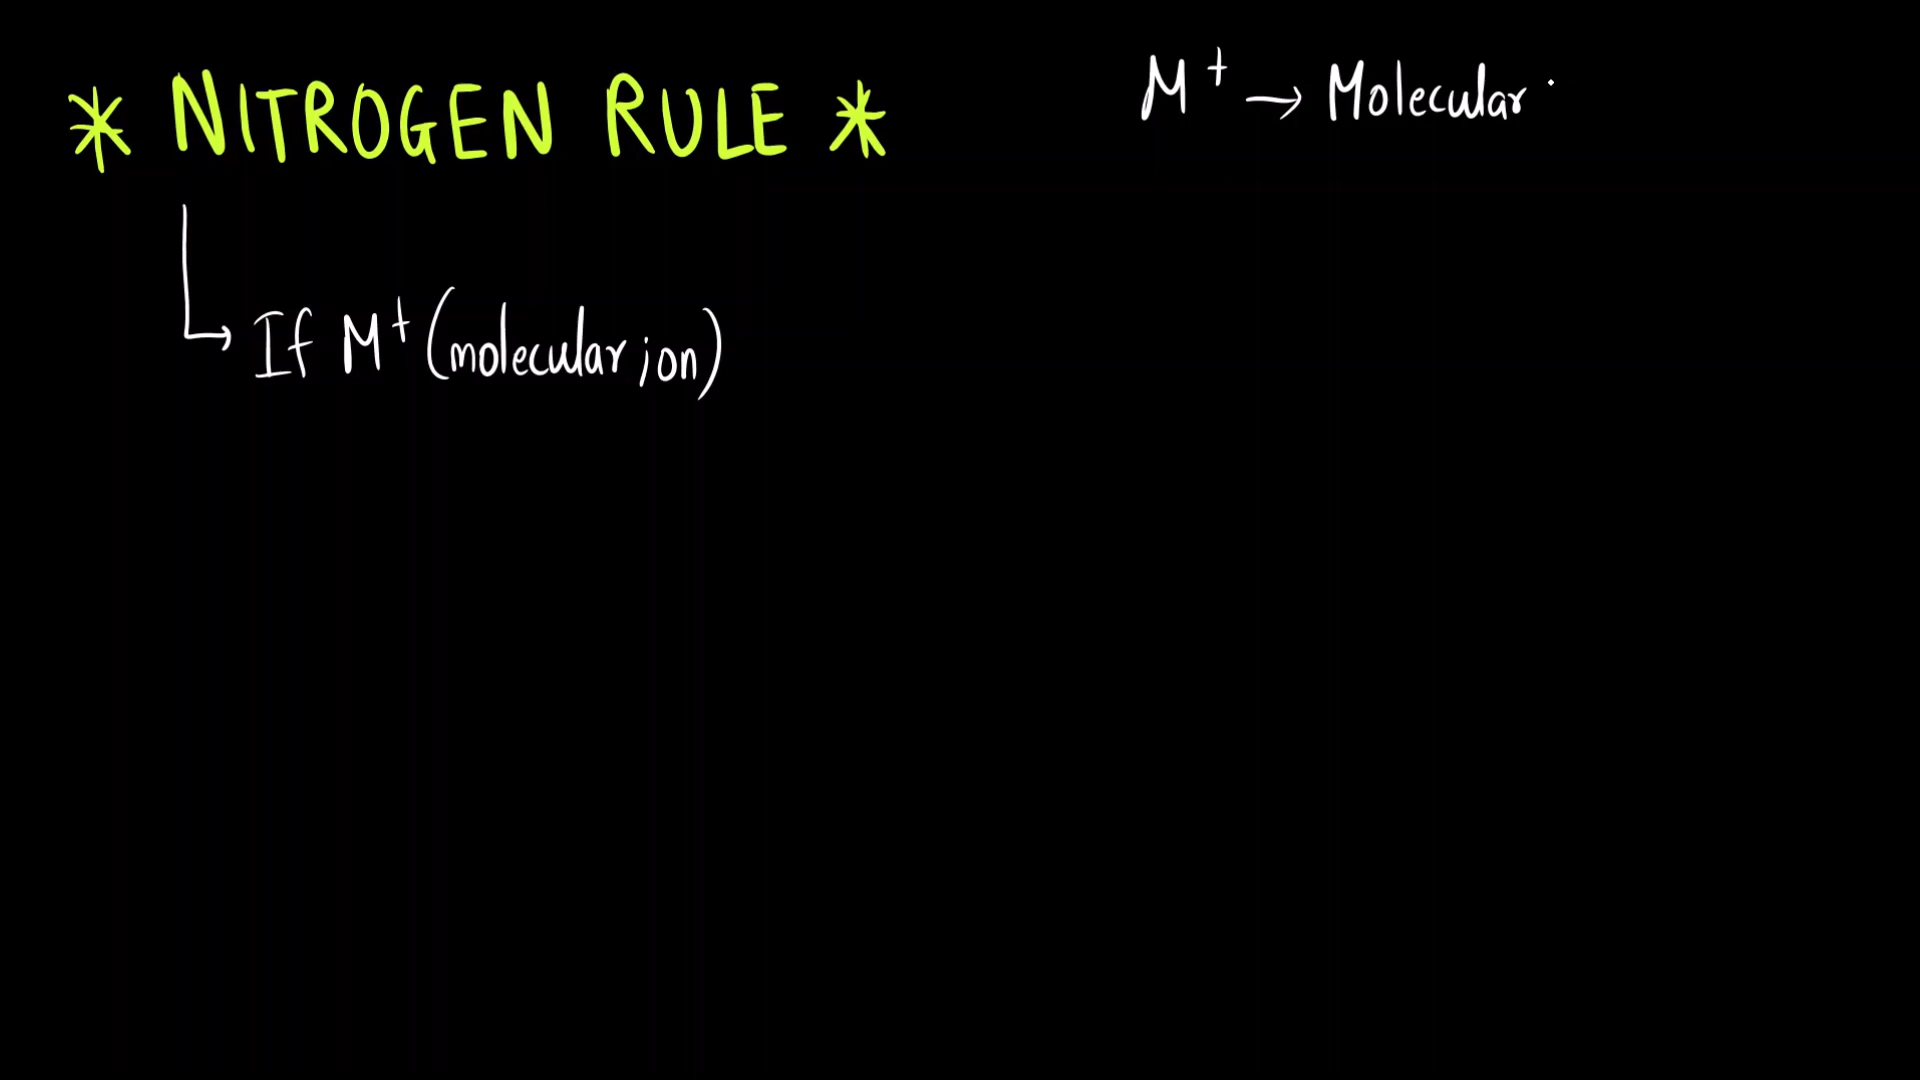 * NITROGEN RULE *
M⁺ → Molecular
If M⁺ (molecular ion)